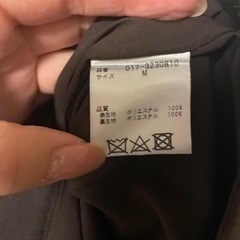 品番 017-3230810
サイズ M
品質
表生地 ポリエステル 100%
裏生地 ポリエステル 100%